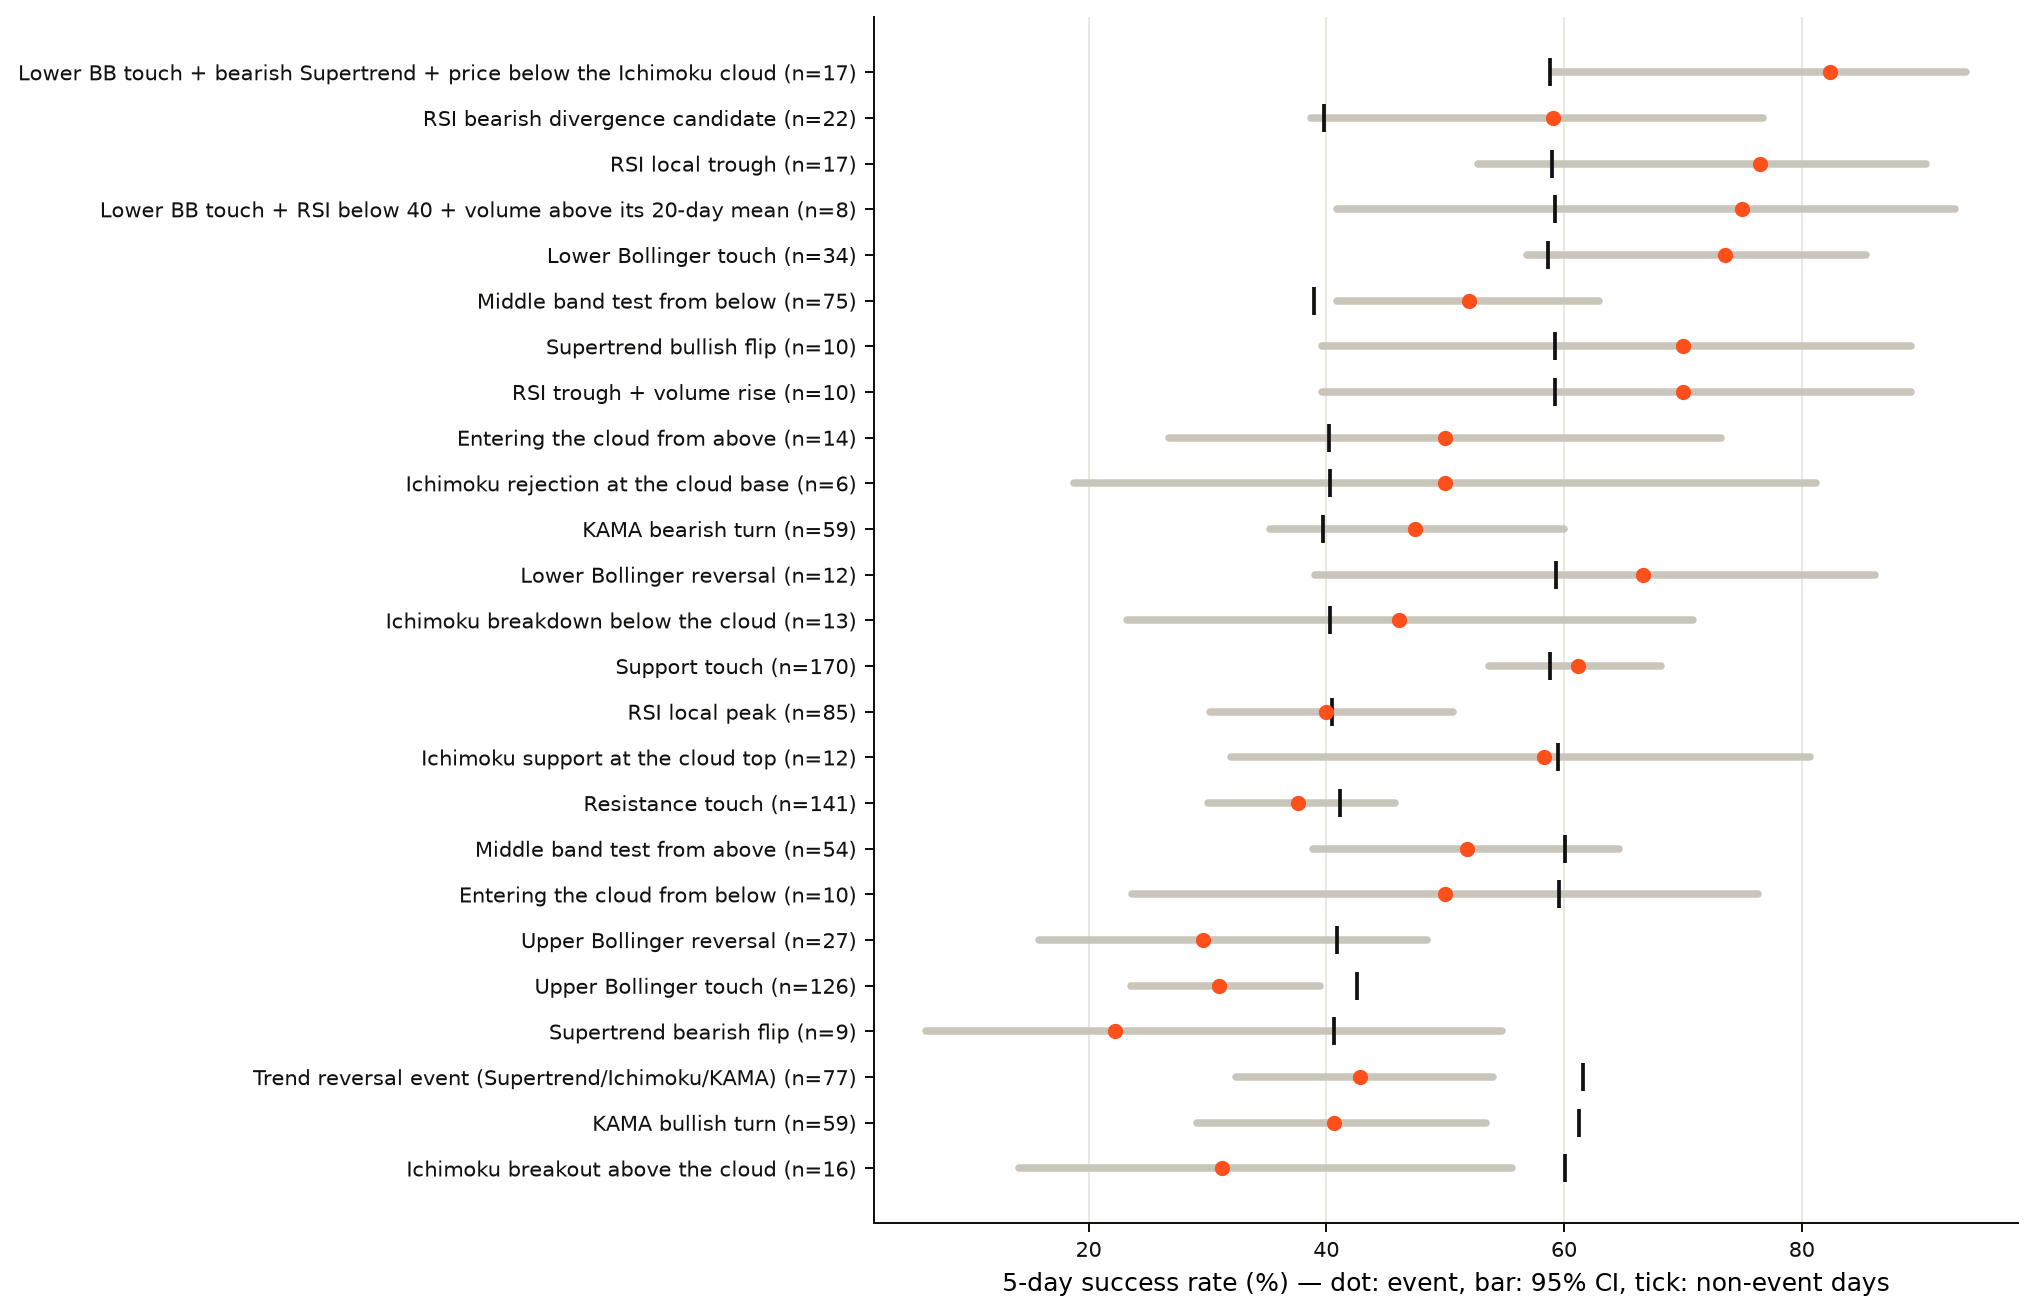 Lower BB touch + bearish Supertrend + price below the Ichimoku cloud (n=17)
RSI bearish divergence candidate (n=22)
RSI local trough (n=17)
Lower BB touch + RSI below 40 + volume above its 20-day mean (n=8)
Lower Bollinger touch (n=34)
Middle band test from below (n=75)
Supertrend bullish flip (n=10)
RSI trough + volume rise (n=10)
Entering the cloud from above (n=14)
Ichimoku rejection at the cloud base (n=6)
KAMA bearish turn (n=59)
Lower Bollinger reversal (n=12)
Ichimoku breakdown below the cloud (n=13)
Support touch (n=170)
RSI local peak (n=85)
Ichimoku support at the cloud top (n=12)
Resistance touch (n=141)
Middle band test from above (n=54)
Entering the cloud from below (n=10)
Upper Bollinger reversal (n=27)
Upper Bollinger touch (n=126)
Supertrend bearish flip (n=9)
Trend reversal event (Supertrend/Ichimoku/KAMA) (n=77)
KAMA bullish turn (n=59)
Ichimoku breakout above the cloud (n=16)
20 40 60 80
5-day success rate (%) — dot: event, bar: 95% CI, tick: non-event days